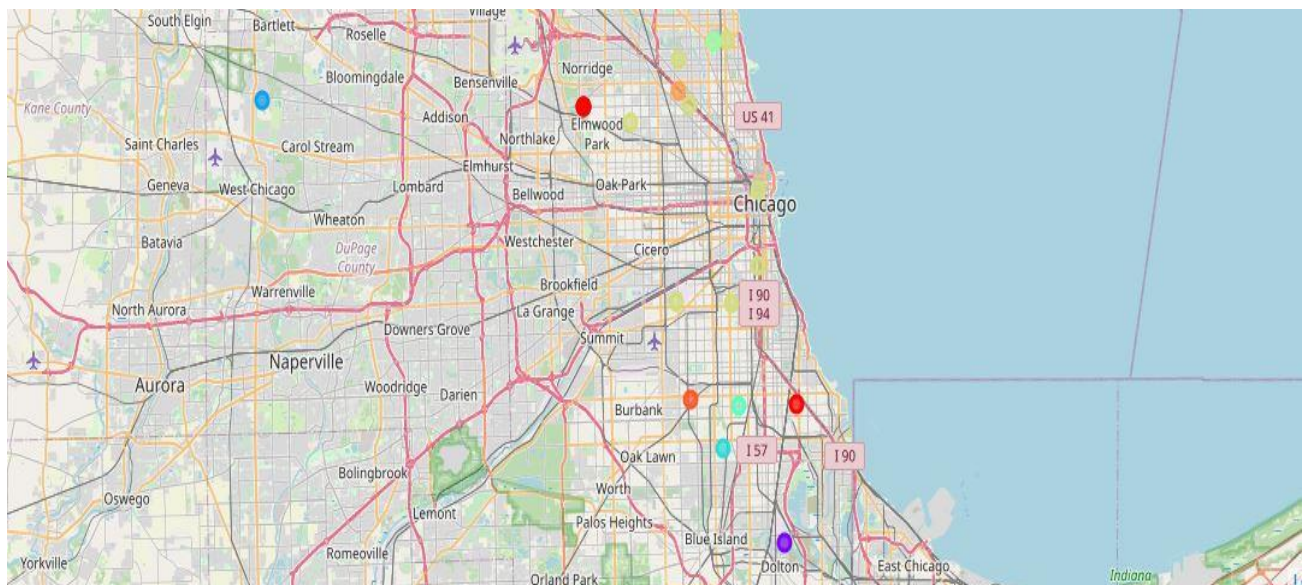 South Elgin
Bartlett
Roselle
Village
Norridge
Bloomingdale
Bensenville
Kane County
Addison
Elmwood
Park
US 41
Northlake
Saint Charles
Carol Stream
Elmhurst
Geneva
West Chicago
Lombard
Oak Park
Bellwood
Chicago
Wheaton
Batavia
DuPage
County
Westchester
Cicero
Warrenville
Brookfield
North Aurora
La Grange
I 90
I 94
Downers Grove
Summit
Naperville
Aurora
Woodridge
Darien
Burbank
I 57
I 90
Oak Lawn
Bolingbrook
Oswego
Lemont
Worth
Palos Heights
Blue Island
Romeoville
Dolton
East Chicago
Yorkville
Orland Park
Indiana